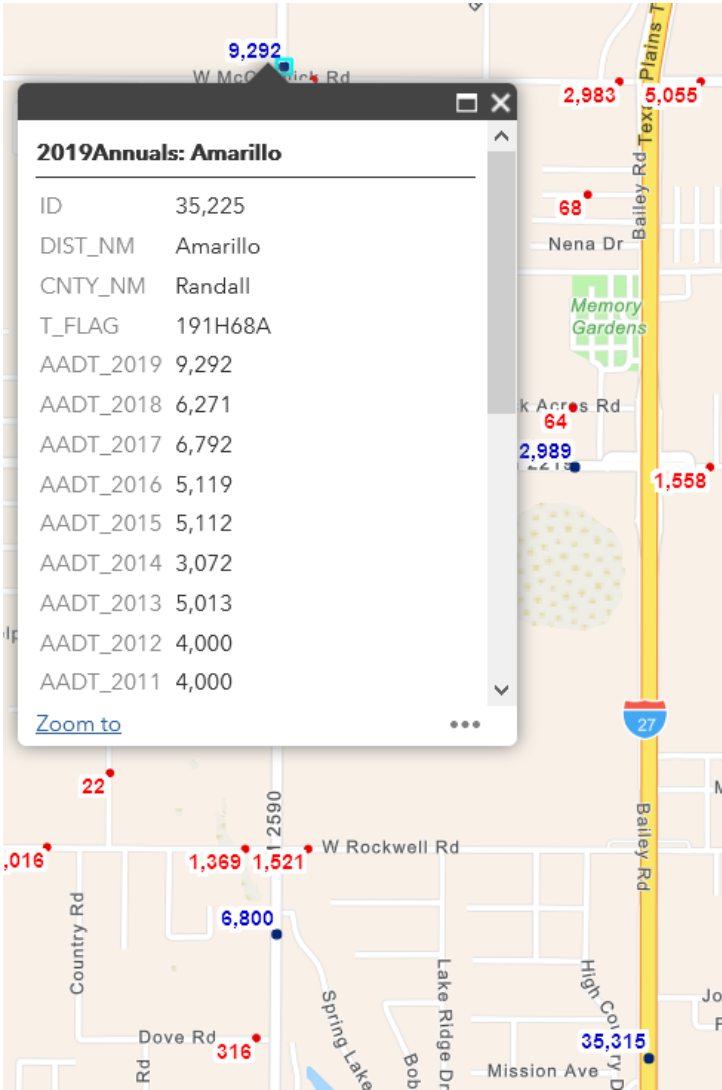 9,292
W McC ick Rd
2,983
5,055
Texas Plains T
2019Annuals: Amarillo
ID 35,225
DIST_NM Amarillo
CNTY_NM Randall
T_FLAG 191H68A
AADT_2019 9,292
AADT_2018 6,271
AADT_2017 6,792
AADT_2016 5,119
AADT_2015 5,112
AADT_2014 3,072
AADT_2013 5,013
AADT_2012 4,000
AADT_2011 4,000
Zoom to
68
Bailey Rd
Nena Dr
Memory
Gardens
k Acres Rd
64
2,989
1,558
27
22
2590
,016
1,369
1,521
W Rockwell Rd
Bailey Rd
6,800
Country Rd
Spring Lake
Lake Ridge Dr
High Country D
Jo
Dove Rd
316
35,315
Rd
Bob
Mission Ave